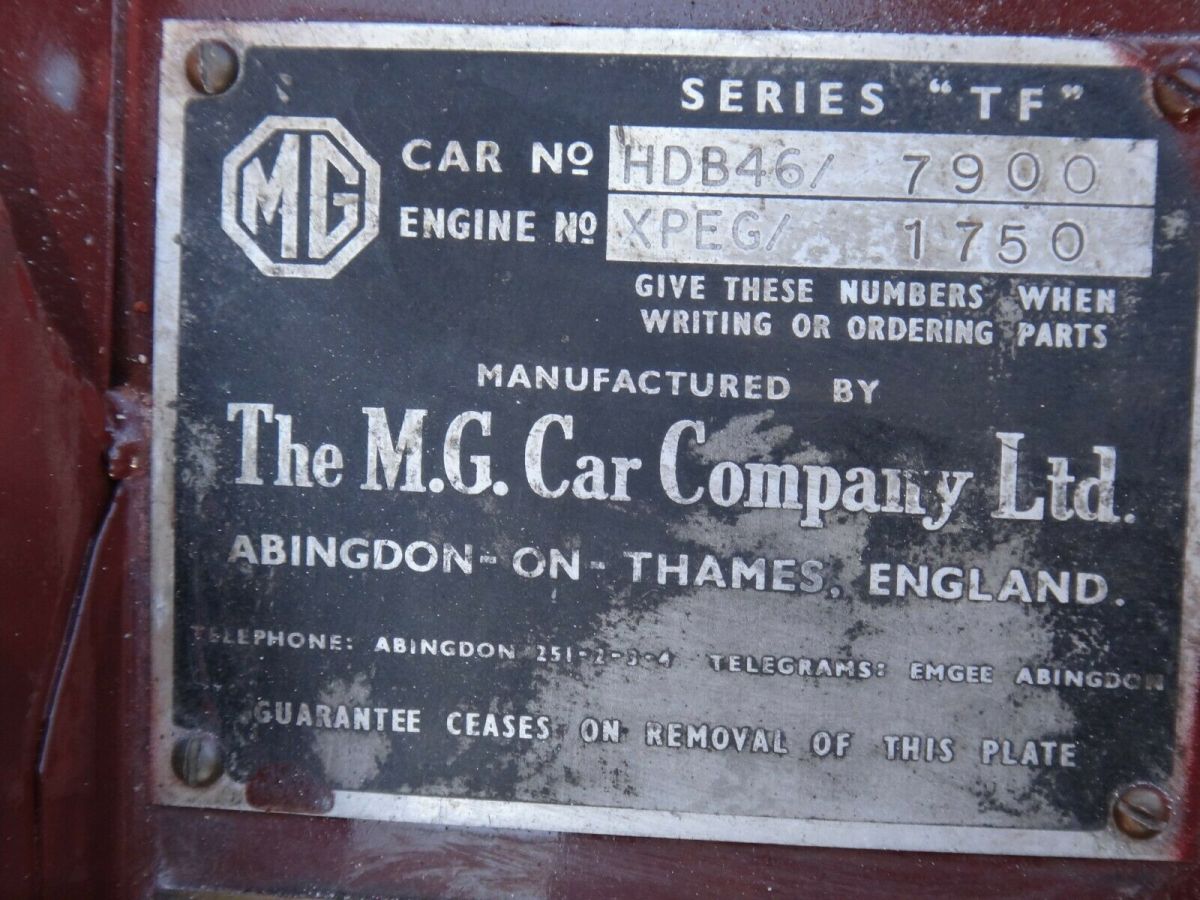 SERIES "TF"
MG
CAR Nº HDB46/ 7900
ENGINE Nº XPEG/ 1750
GIVE THESE NUMBERS WHEN
WRITING OR ORDERING PARTS
MANUFACTURED BY
The M.G. Car Company Ltd.
ABINGDON-ON-THAMES, ENGLAND.
TELEPHONE: ABINGDON 251-2-3-4 TELEGRAMS: EMGEE ABINGDON
GUARANTEE CEASES ON REMOVAL OF THIS PLATE